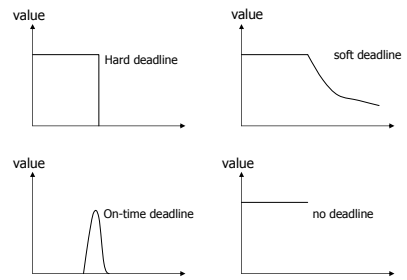 value
Hard deadline
value
soft deadline
value
On-time deadline
value
no deadline